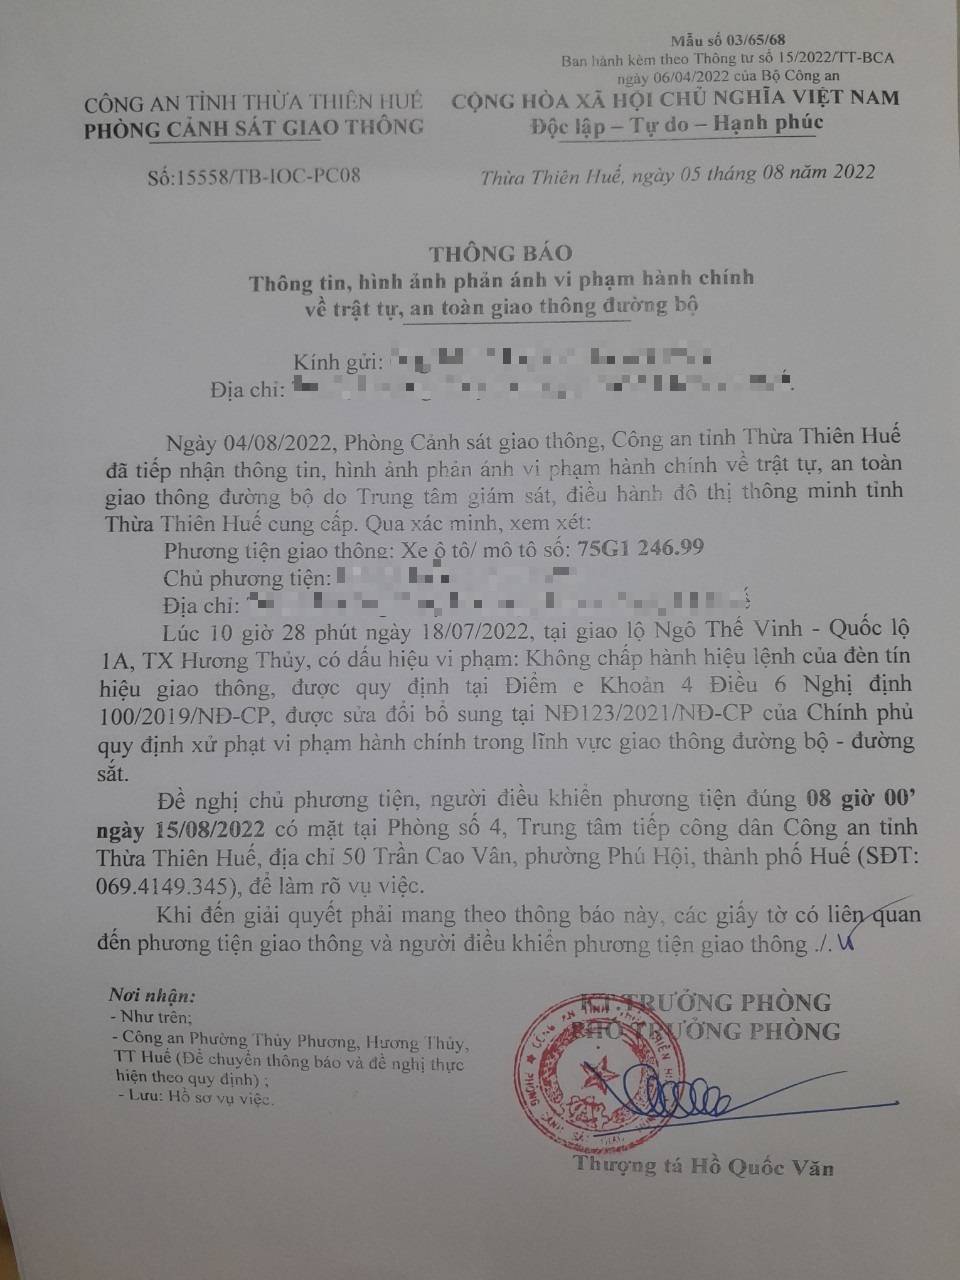 Mẫu số 03/65/68
Ban hành kèm theo Thông tư số 15/2022/TT-BCA
ngày 06/04/2022 của Bộ Công an
CÔNG AN TỈNH THỪA THIÊN HUẾ
PHÒNG CẢNH SÁT GIAO THÔNG
CỘNG HÒA XÃ HỘI CHỦ NGHĨA VIỆT NAM
Độc lập – Tự do – Hạnh phúc
Số:15558/TB-IOC-PC08
Thừa Thiên Huế, ngày 05 tháng 08 năm 2022
THÔNG BÁO
Thông tin, hình ảnh phản ánh vi phạm hành chính
về trật tự, an toàn giao thông đường bộ
Kính gửi:
Địa chỉ:
Ngày 04/08/2022, Phòng Cảnh sát giao thông, Công an tỉnh Thừa Thiên Huế
đã tiếp nhận thông tin, hình ảnh phản ánh vi phạm hành chính về trật tự, an toàn
giao thông đường bộ do Trung tâm giám sát, điều hành đô thị thông minh tỉnh
Thừa Thiên Huế cung cấp. Qua xác minh, xem xét:
Phương tiện giao thông: Xe ô tô/ mô tô số: 75G1 246.99
Chủ phương tiện:
Địa chỉ:
Lúc 10 giờ 28 phút ngày 18/07/2022, tại giao lộ Ngô Thế Vinh - Quốc lộ
1A, TX Hương Thủy, có dấu hiệu vi phạm: Không chấp hành hiệu lệnh của đèn tín
hiệu giao thông, được quy định tại Điểm e Khoản 4 Điều 6 Nghị định
100/2019/NĐ-CP, được sửa đổi bổ sung tại NĐ123/2021/NĐ-CP của Chính phủ
quy định xử phạt vi phạm hành chính trong lĩnh vực giao thông đường bộ - đường
sắt.
Đề nghị chủ phương tiện, người điều khiển phương tiện đúng 08 giờ 00’
ngày 15/08/2022 có mặt tại Phòng số 4, Trung tâm tiếp công dân Công an tỉnh
Thừa Thiên Huế, địa chỉ 50 Trần Cao Vân, phường Phú Hội, thành phố Huế (SĐT:
069.4149.345), để làm rõ vụ việc.
Khi đến giải quyết phải mang theo thông báo này, các giấy tờ có liên quan
đến phương tiện giao thông và người điều khiển phương tiện giao thông ./.
Nơi nhận:
- Như trên;
- Công an Phường Thủy Phương, Hương Thủy,
TT Huế (Để chuyển thông báo và đề nghị thực
hiện theo quy định) ;
- Lưu: Hồ sơ vụ việc.
KT.TRƯỞNG PHÒNG
PHÓ TRƯỞNG PHÒNG
Thượng tá Hồ Quốc Văn